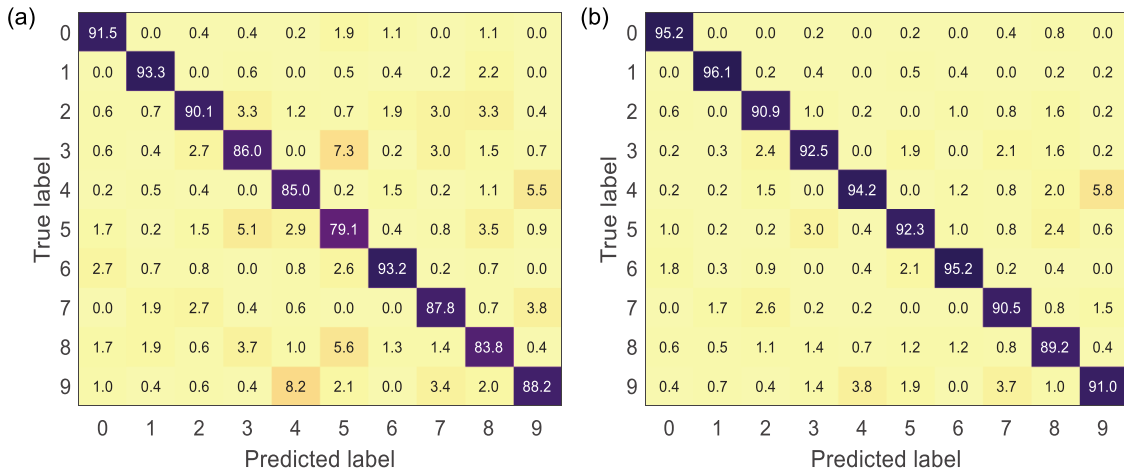 (a)
0 91.5 0.0 0.4 0.4 0.2 1.9 1.1 0.0 1.1 0.0
1 0.0 93.3 0.0 0.6 0.0 0.5 0.4 0.2 2.2 0.0
2 0.6 0.7 90.1 3.3 1.2 0.7 1.9 3.0 3.3 0.4
3 0.6 0.4 2.7 86.0 0.0 7.3 0.2 3.0 1.5 0.7
4 0.2 0.5 0.4 0.0 85.0 0.2 1.5 0.2 1.1 5.5
5 1.7 0.2 1.5 5.1 2.9 79.1 0.4 0.8 3.5 0.9
6 2.7 0.7 0.8 0.0 0.8 2.6 93.2 0.2 0.7 0.0
7 0.0 1.9 2.7 0.4 0.6 0.0 0.0 87.8 0.7 3.8
8 1.7 1.9 0.6 3.7 1.0 5.6 1.3 1.4 83.8 0.4
9 1.0 0.4 0.6 0.4 8.2 2.1 0.0 3.4 2.0 88.2
0 1 2 3 4 5 6 7 8 9
True label
Predicted label
(b)
0 95.2 0.0 0.0 0.2 0.0 0.2 0.0 0.4 0.8 0.0
1 0.0 96.1 0.2 0.4 0.0 0.5 0.4 0.0 0.2 0.2
2 0.6 0.0 90.9 1.0 0.2 0.0 1.0 0.8 1.6 0.2
3 0.2 0.3 2.4 92.5 0.0 1.9 0.0 2.1 1.6 0.2
4 0.2 0.2 1.5 0.0 94.2 0.0 1.2 0.8 2.0 5.8
5 1.0 0.2 0.2 3.0 0.4 92.3 1.0 0.8 2.4 0.6
6 1.8 0.3 0.9 0.0 0.4 2.1 95.2 0.2 0.4 0.0
7 0.0 1.7 2.6 0.2 0.2 0.0 0.0 90.5 0.8 1.5
8 0.6 0.5 1.1 1.4 0.7 1.2 1.2 0.8 89.2 0.4
9 0.4 0.7 0.4 1.4 3.8 1.9 0.0 3.7 1.0 91.0
0 1 2 3 4 5 6 7 8 9
True label
Predicted label